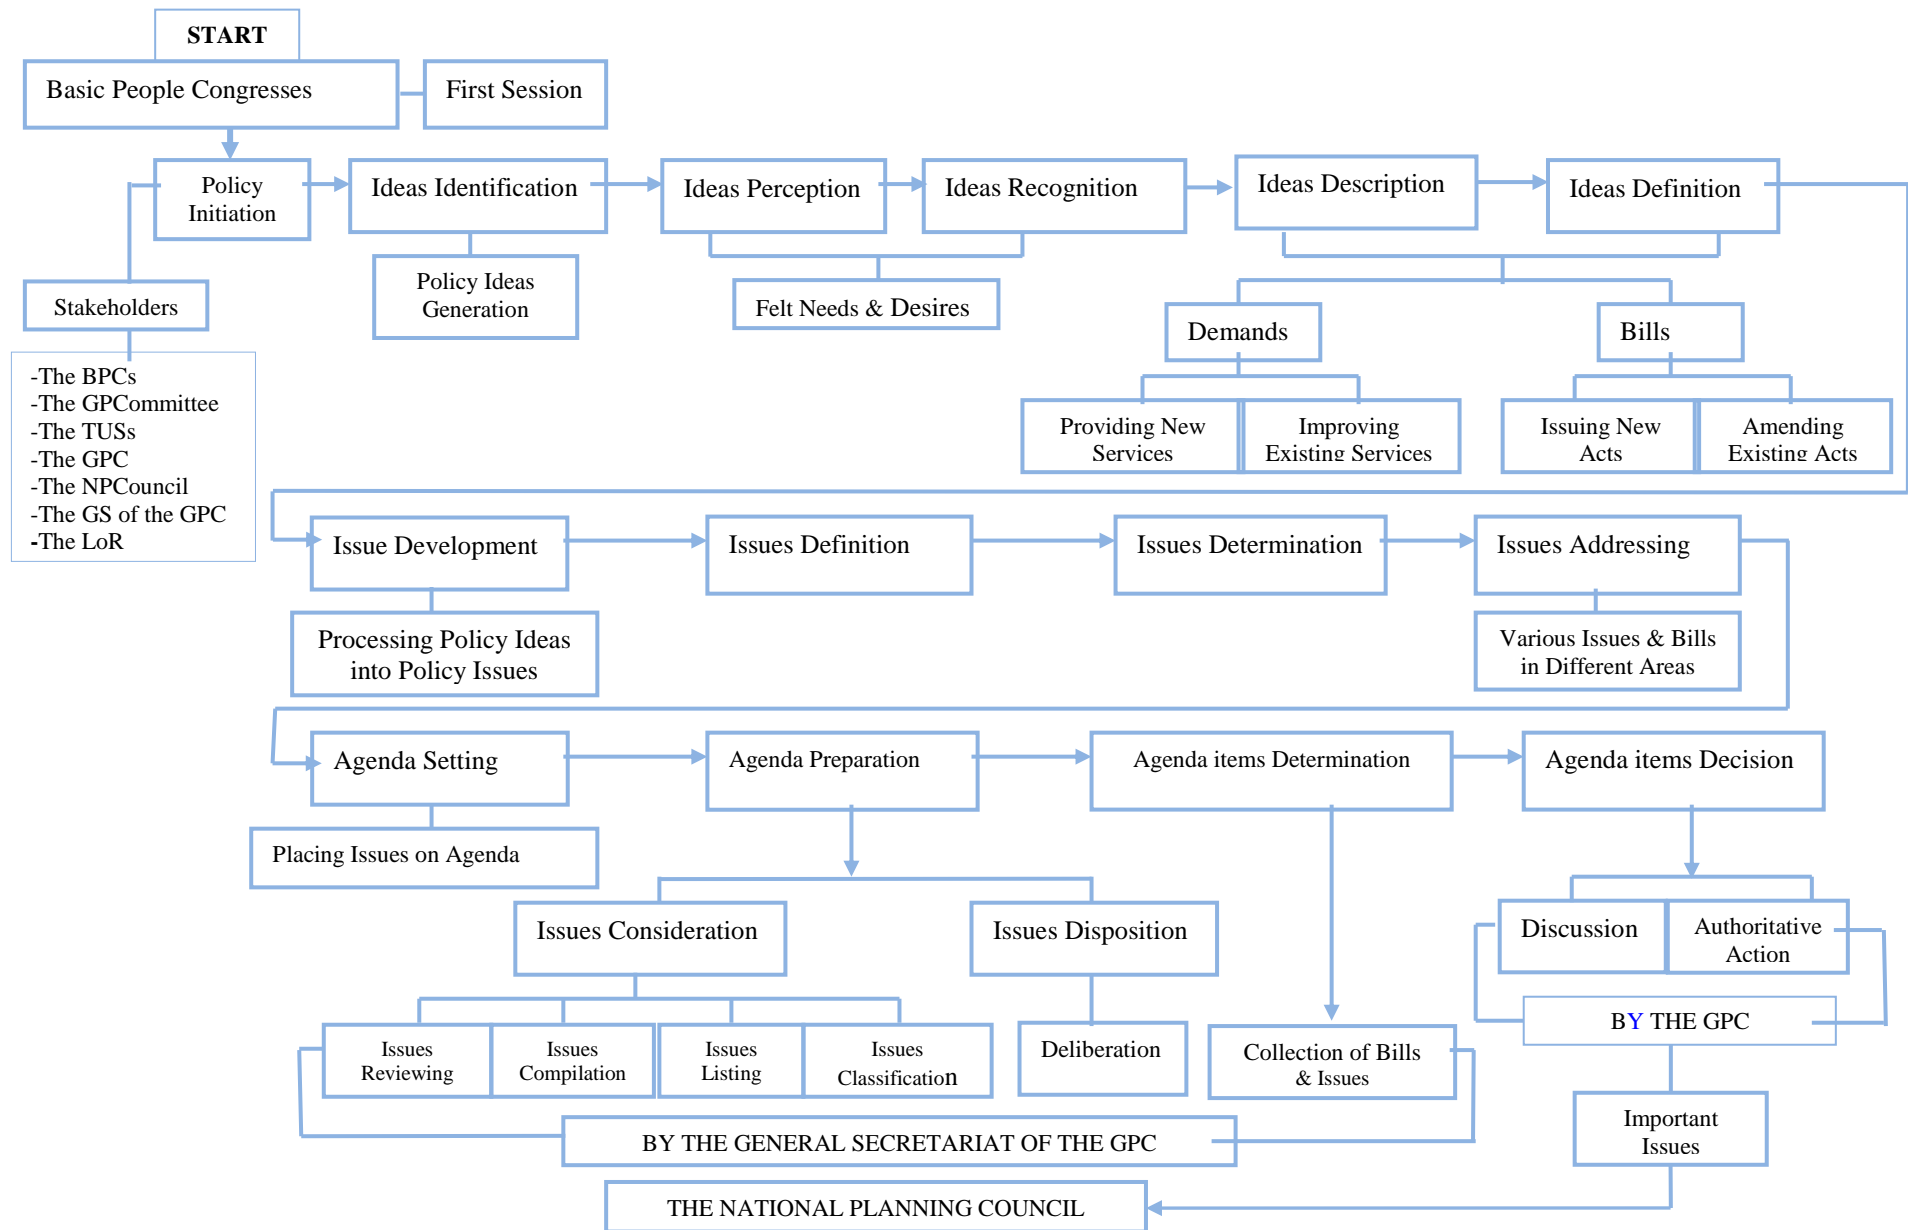 START
Basic People Congresses
First Session
Policy
Initiation
Ideas Identification
Ideas Perception
Ideas Recognition
Ideas Description
Ideas Definition
Policy Ideas
Generation
Felt Needs & Desires
Stakeholders
Demands
Bills
-The BPCs
-The GPCommittee
-The TUSs
-The GPC
-The NPCouncil
-The GS of the GPC
-The LoR
Providing New
Services
Improving
Existing Services
Issuing New
Acts
Amending
Existing Acts
Issue Development
Issues Definition
Issues Determination
Issues Addressing
Processing Policy Ideas
into Policy Issues
Various Issues & Bills
in Different Areas
Agenda Setting
Agenda Preparation
Agenda items Determination
Agenda items Decision
Placing Issues on Agenda
Issues Consideration
Issues Disposition
Discussion
Authoritative
Action
Issues
Reviewing
Issues
Compilation
Issues
Listing
Issues
Classification
Deliberation
Collection of Bills
& Issues
BY THE GPC
BY THE GENERAL SECRETARIAT OF THE GPC
Important
Issues
THE NATIONAL PLANNING COUNCIL